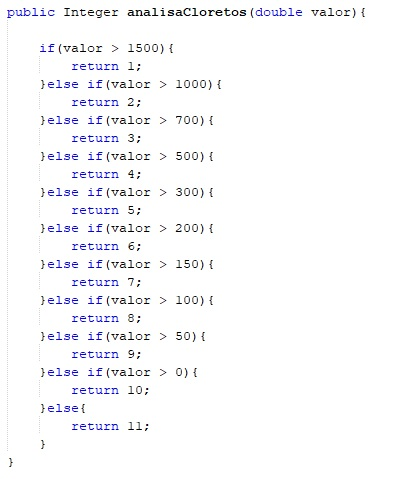 public Integer analisaCloretos(double valor){
if(valor > 1500){
return 1;
}else if(valor > 1000){
return 2;
}else if(valor > 700){
return 3;
}else if(valor > 500){
return 4;
}else if(valor > 300){
return 5;
}else if(valor > 200){
return 6;
}else if(valor > 150){
return 7;
}else if(valor > 100){
return 8;
}else if(valor > 50){
return 9;
}else if(valor > 0){
return 10;
}else{
return 11;
}
}